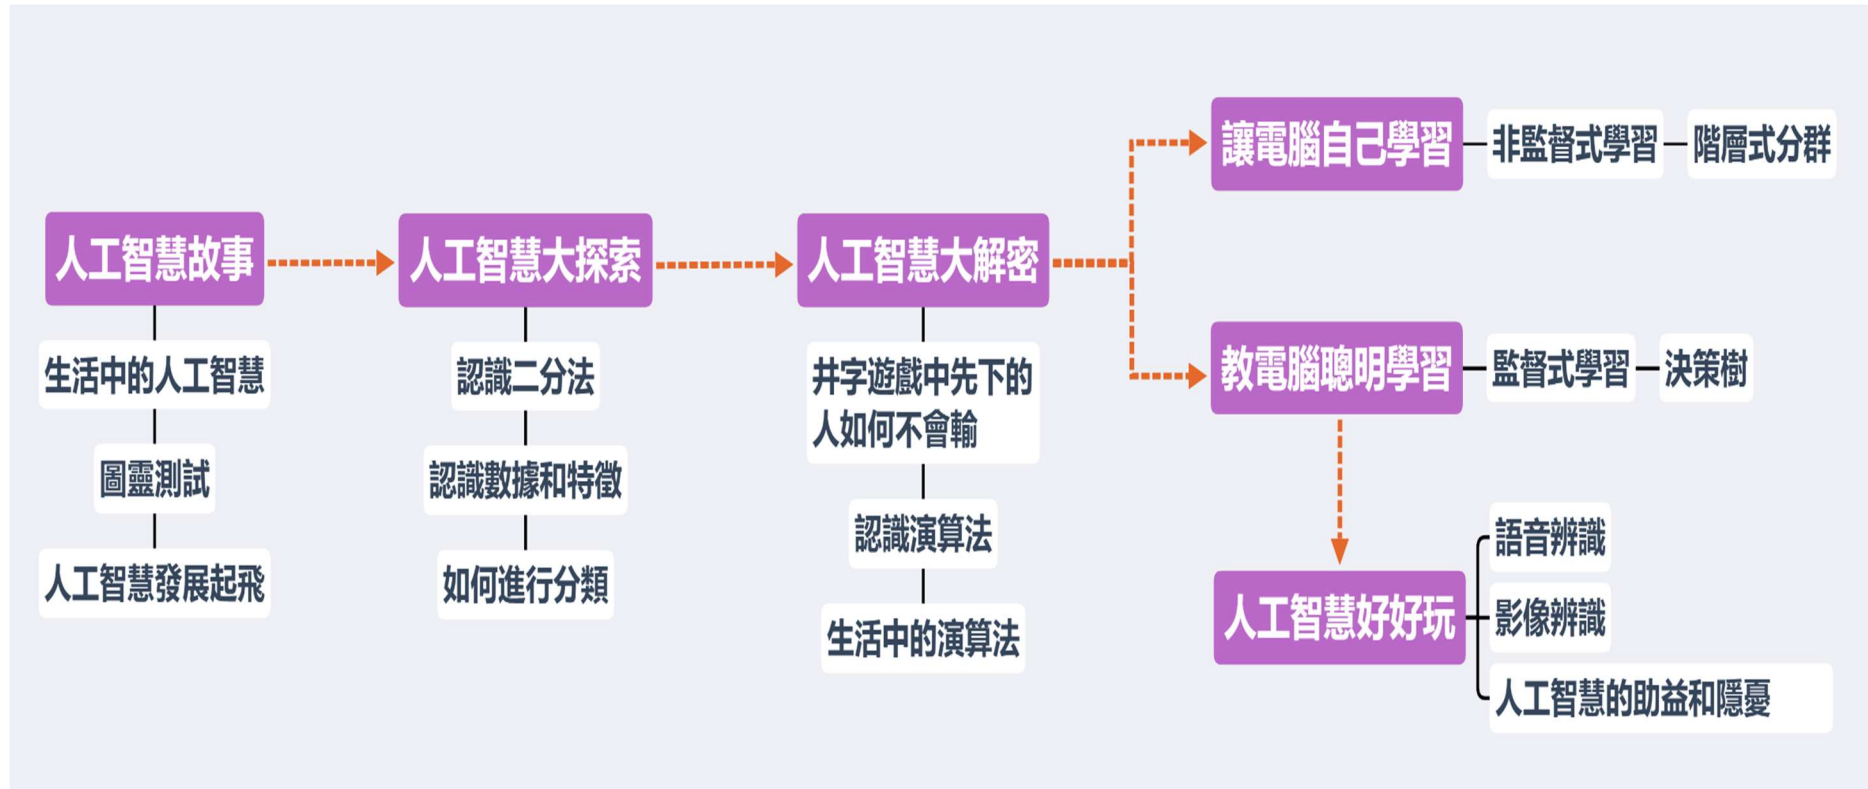 人工智慧故事
生活中的人工智慧
圖靈測試
人工智慧發展起飛
人工智慧大探索
認識二分法
認識數據和特徵
如何進行分類
人工智慧大解密
井字遊戲中先下的
人如何不會輸
認識演算法
生活中的演算法
讓電腦自己學習
非監督式學習
階層式分群
教電腦聰明學習
監督式學習
決策樹
人工智慧好好玩
語音辨識
影像辨識
人工智慧的助益和隱憂